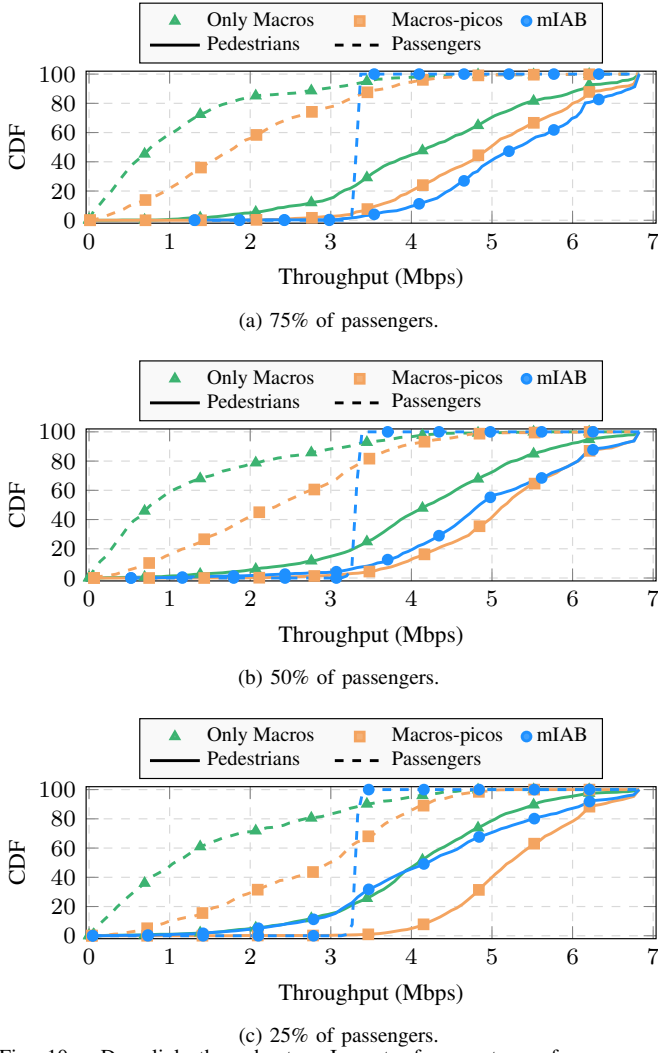 Only Macros Macros-picos mIAB
Pedestrians Passengers
100
80
60
40
20
0
CDF
0 1 2 3 4 5 6 7
Throughput (Mbps)
(a) 75% of passengers.
Only Macros Macros-picos mIAB
Pedestrians Passengers
100
80
60
40
20
0
CDF
0 1 2 3 4 5 6 7
Throughput (Mbps)
(b) 50% of passengers.
Only Macros Macros-picos mIAB
Pedestrians Passengers
100
80
60
40
20
0
CDF
0 1 2 3 4 5 6 7
Throughput (Mbps)
(c) 25% of passengers.